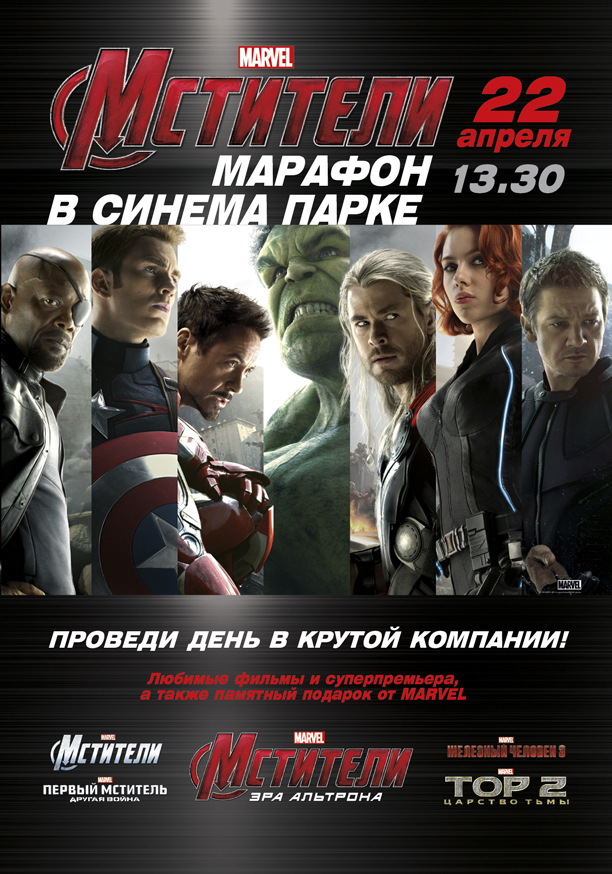 MARVEL
МСТИТЕЛИ
22
апреля
МАРАФОН
13.30
В СИНЕМА ПАРКЕ
MARVEL
ПРОВЕДИ ДЕНЬ В КРУТОЙ КОМПАНИИ!
Любимые фильмы и суперпремьера,
а также памятный подарок от MARVEL
MARVEL
МСТИТЕЛИ
MARVEL
ПЕРВЫЙ МСТИТЕЛЬ
ДРУГАЯ ВОЙНА
MARVEL
МСТИТЕЛИ
ЭРА АЛЬТРОНА
MARVEL
ЖЕЛЕЗНЫЙ ЧЕЛОВЕК 3
MARVEL
ТОР 2
ЦАРСТВО ТЬМЫ